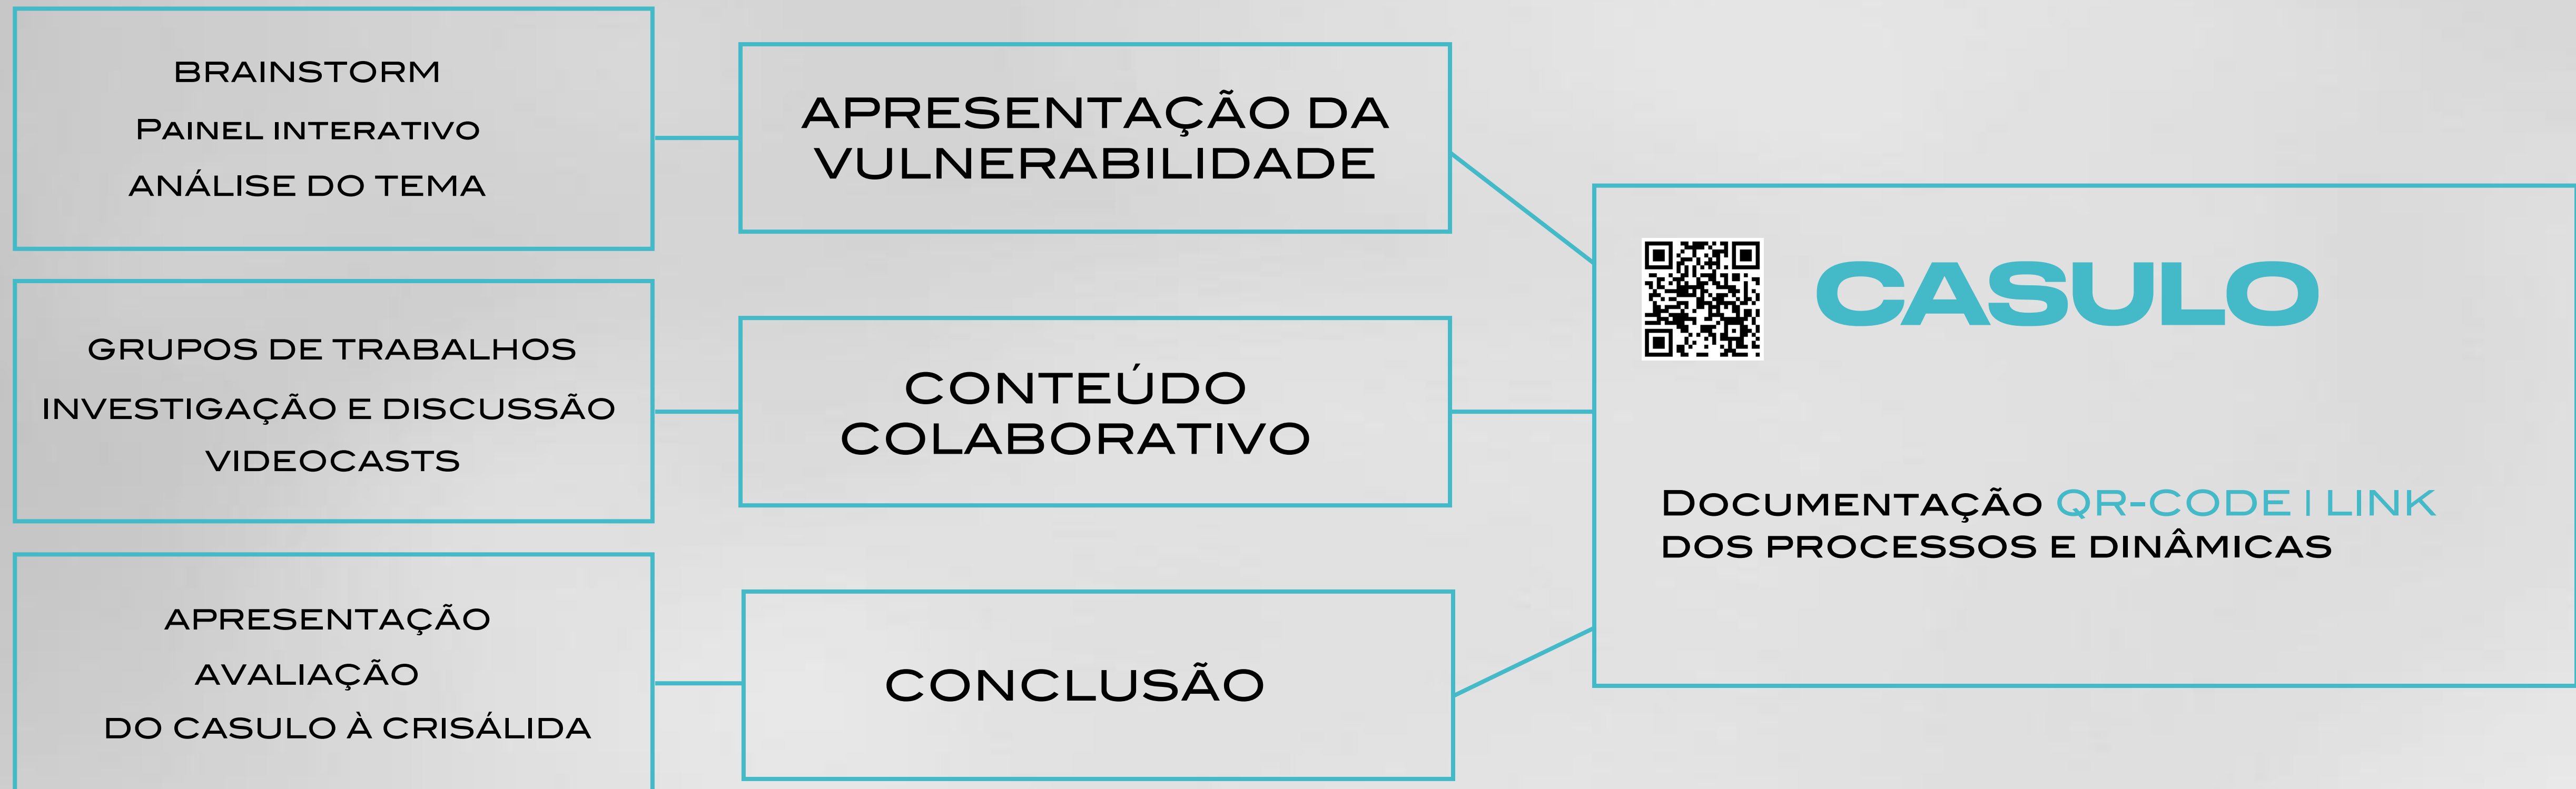 BRAINSTORM
PAINEL INTERATIVO
ANÁLISE DO TEMA
APRESENTAÇÃO DA
VULNERABILIDADE
GRUPOS DE TRABALHOS
INVESTIGAÇÃO E DISCUSSÃO
VIDEOCASTS
CONTEÚDO
COLABORATIVO
APRESENTAÇÃO
AVALIAÇÃO
DO CASULO À CRISÁLIDA
CONCLUSÃO
CASULO
DOCUMENTAÇÃO QR-CODE | LINK
DOS PROCESSOS E DINÂMICAS